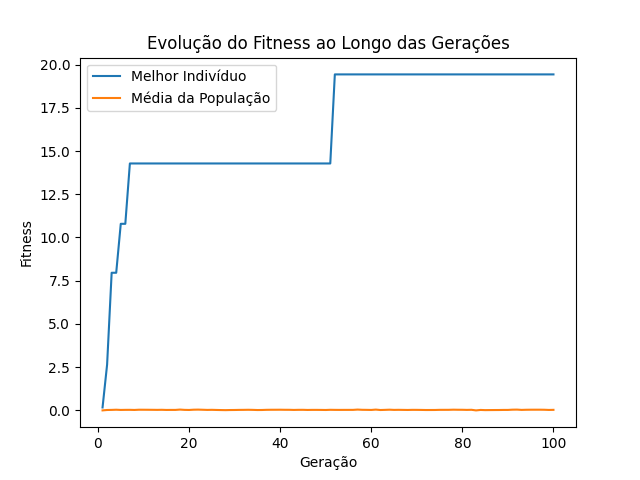 Evolução do Fitness ao Longo das Gerações
Melhor Indivíduo
Média da População
Fitness
20.0
17.5
15.0
12.5
10.0
7.5
5.0
2.5
0.0
0 20 40 60 80 100
Geração